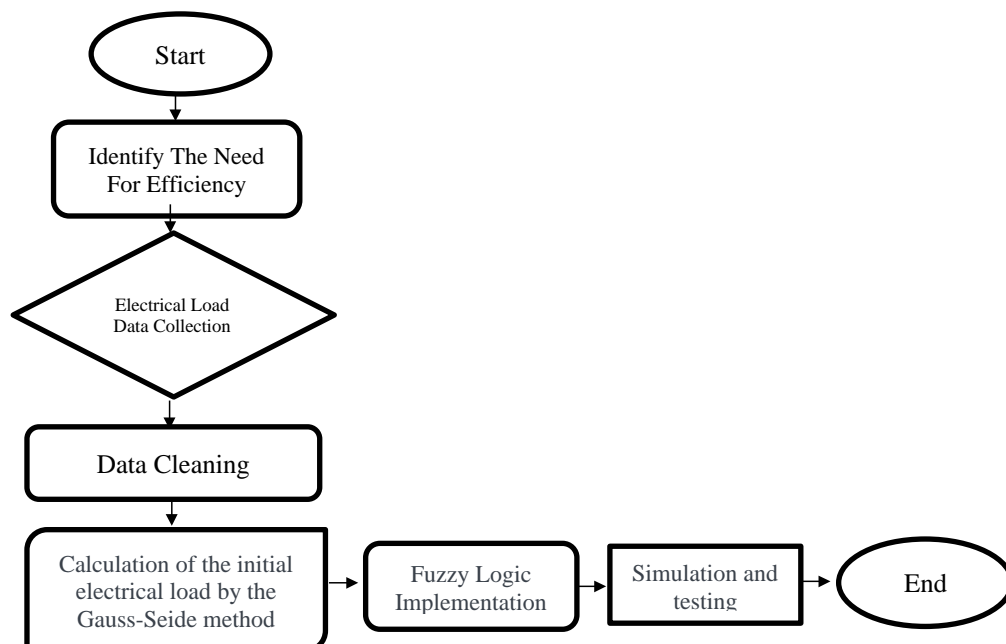 Start
Identify The Need
For Efficiency
Electrical Load
Data Collection
Data Cleaning
Calculation of the initial
electrical load by the
Gauss-Seide method
Fuzzy Logic
Implementation
Simulation and
testing
End